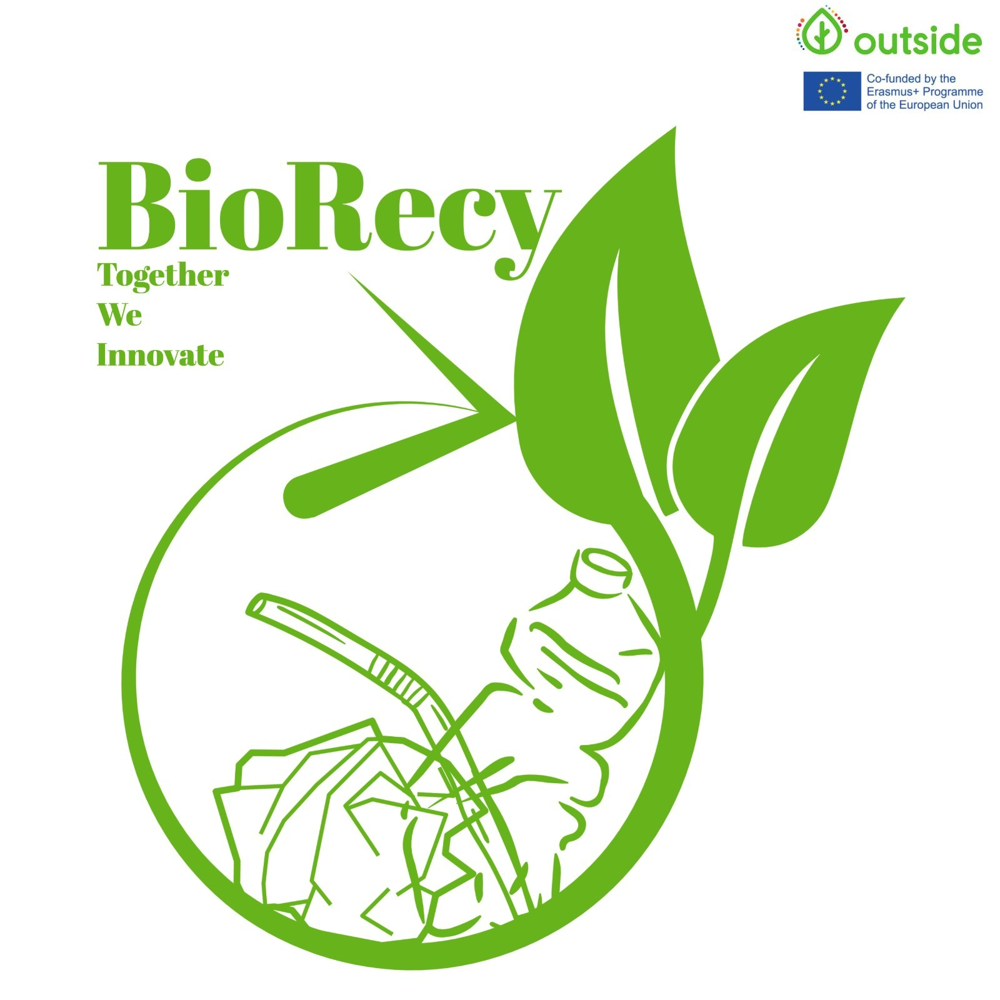 outside
Co-funded by the
Erasmus+ Programme
of the European Union
BioRecy
Together
We
Innovate